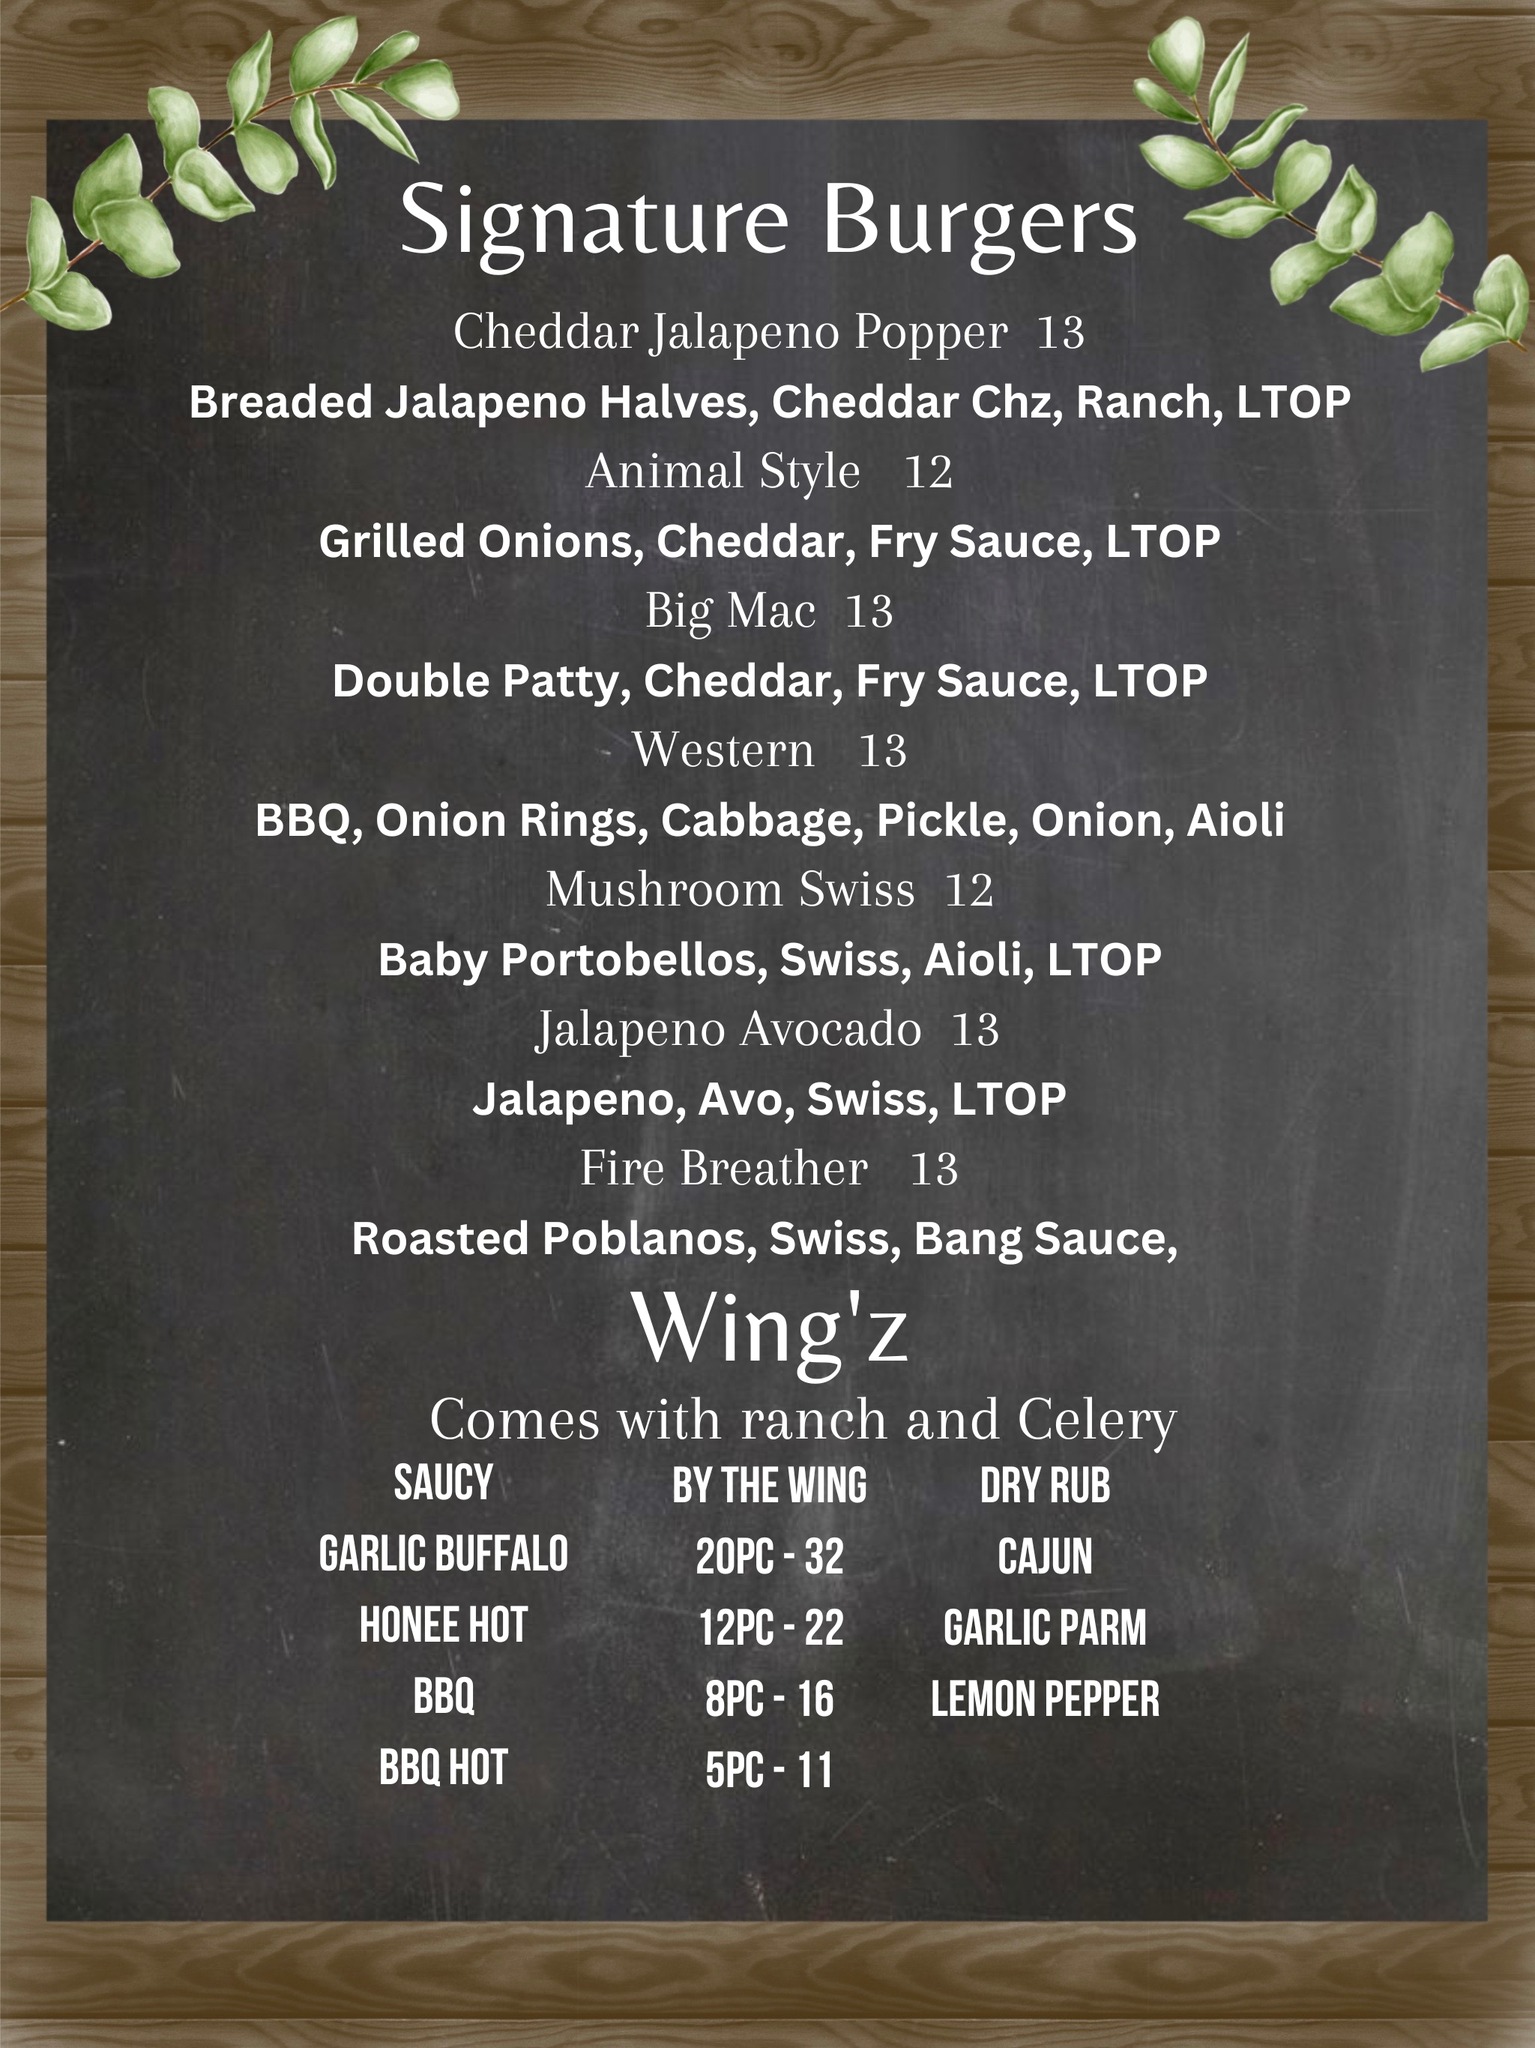 Signature Burgers
Cheddar Jalapeno Popper 13
Breaded Jalapeno Halves, Cheddar Chz, Ranch, LTOP
Animal Style 12
Grilled Onions, Cheddar, Fry Sauce, LTOP
Big Mac 13
Double Patty, Cheddar, Fry Sauce, LTOP
Western 13
BBQ, Onion Rings, Cabbage, Pickle, Onion, Aioli
Mushroom Swiss 12
Baby Portobellos, Swiss, Aioli, LTOP
Jalapeno Avocado 13
Jalapeno, Avo, Swiss, LTOP
Fire Breather 13
Roasted Poblanos, Swiss, Bang Sauce,
Wing'z
Comes with ranch and Celery
SAUCY
GARLIC BUFFALO
HONEE HOT
BBQ
BBQ HOT
BY THE WING
20PC - 32
12PC - 22
8PC - 16
5PC - 11
DRY RUB
CAJUN
GARLIC PARM
LEMON PEPPER